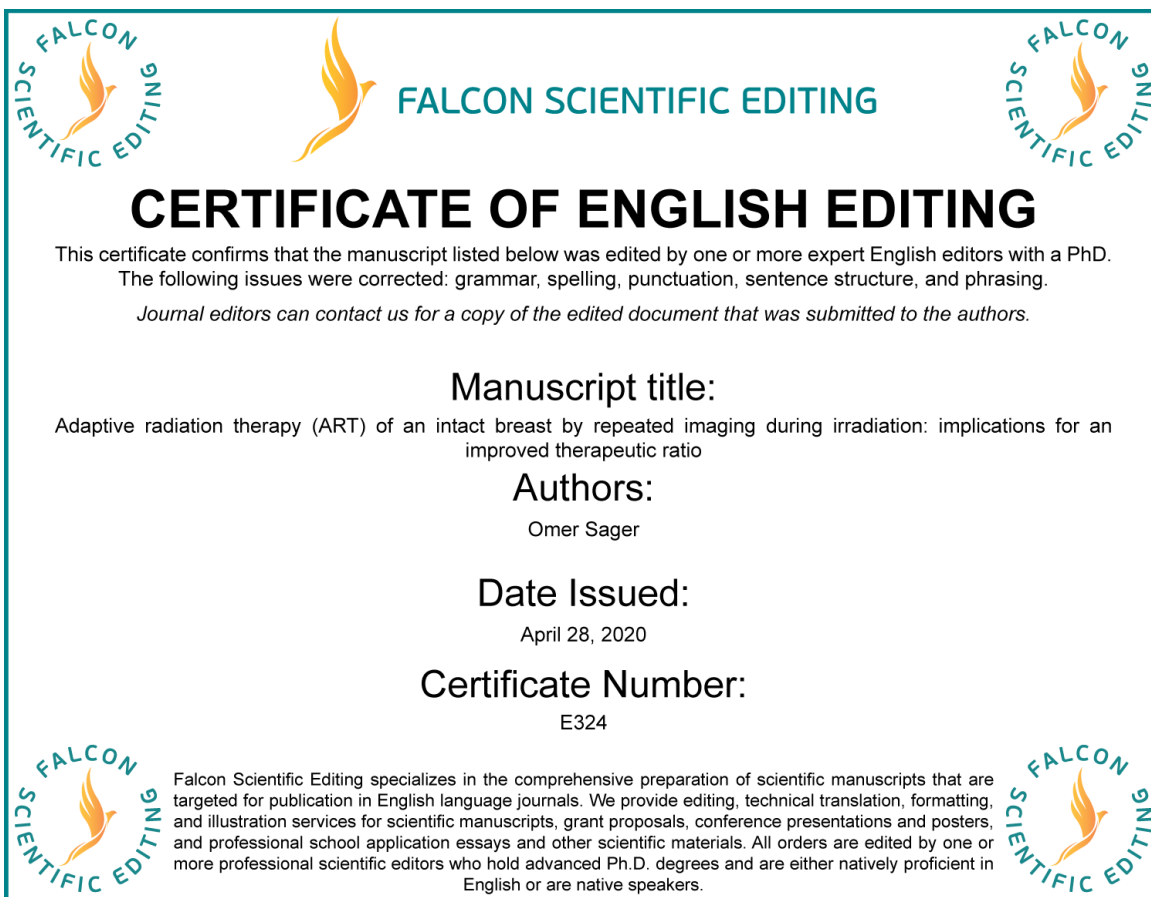 FALCON SCIENTIFIC EDITING
FALCON SCIENTIFIC EDITING
FALCON SCIENTIFIC EDITING
CERTIFICATE OF ENGLISH EDITING
This certificate confirms that the manuscript listed below was edited by one or more expert English editors with a PhD.
The following issues were corrected: grammar, spelling, punctuation, sentence structure, and phrasing.
Journal editors can contact us for a copy of the edited document that was submitted to the authors.
Manuscript title:
Adaptive radiation therapy (ART) of an intact breast by repeated imaging during irradiation: implications for an
improved therapeutic ratio
Authors:
Omer Sager
Date Issued:
April 28, 2020
Certificate Number:
E324
FALCON SCIENTIFIC EDITING
Falcon Scientific Editing specializes in the comprehensive preparation of scientific manuscripts that are
targeted for publication in English language journals. We provide editing, technical translation, formatting,
and illustration services for scientific manuscripts, grant proposals, conference presentations and posters,
and professional school application essays and other scientific materials. All orders are edited by one or
more professional scientific editors who hold advanced Ph.D. degrees and are either natively proficient in
English or are native speakers.
FALCON SCIENTIFIC EDITING